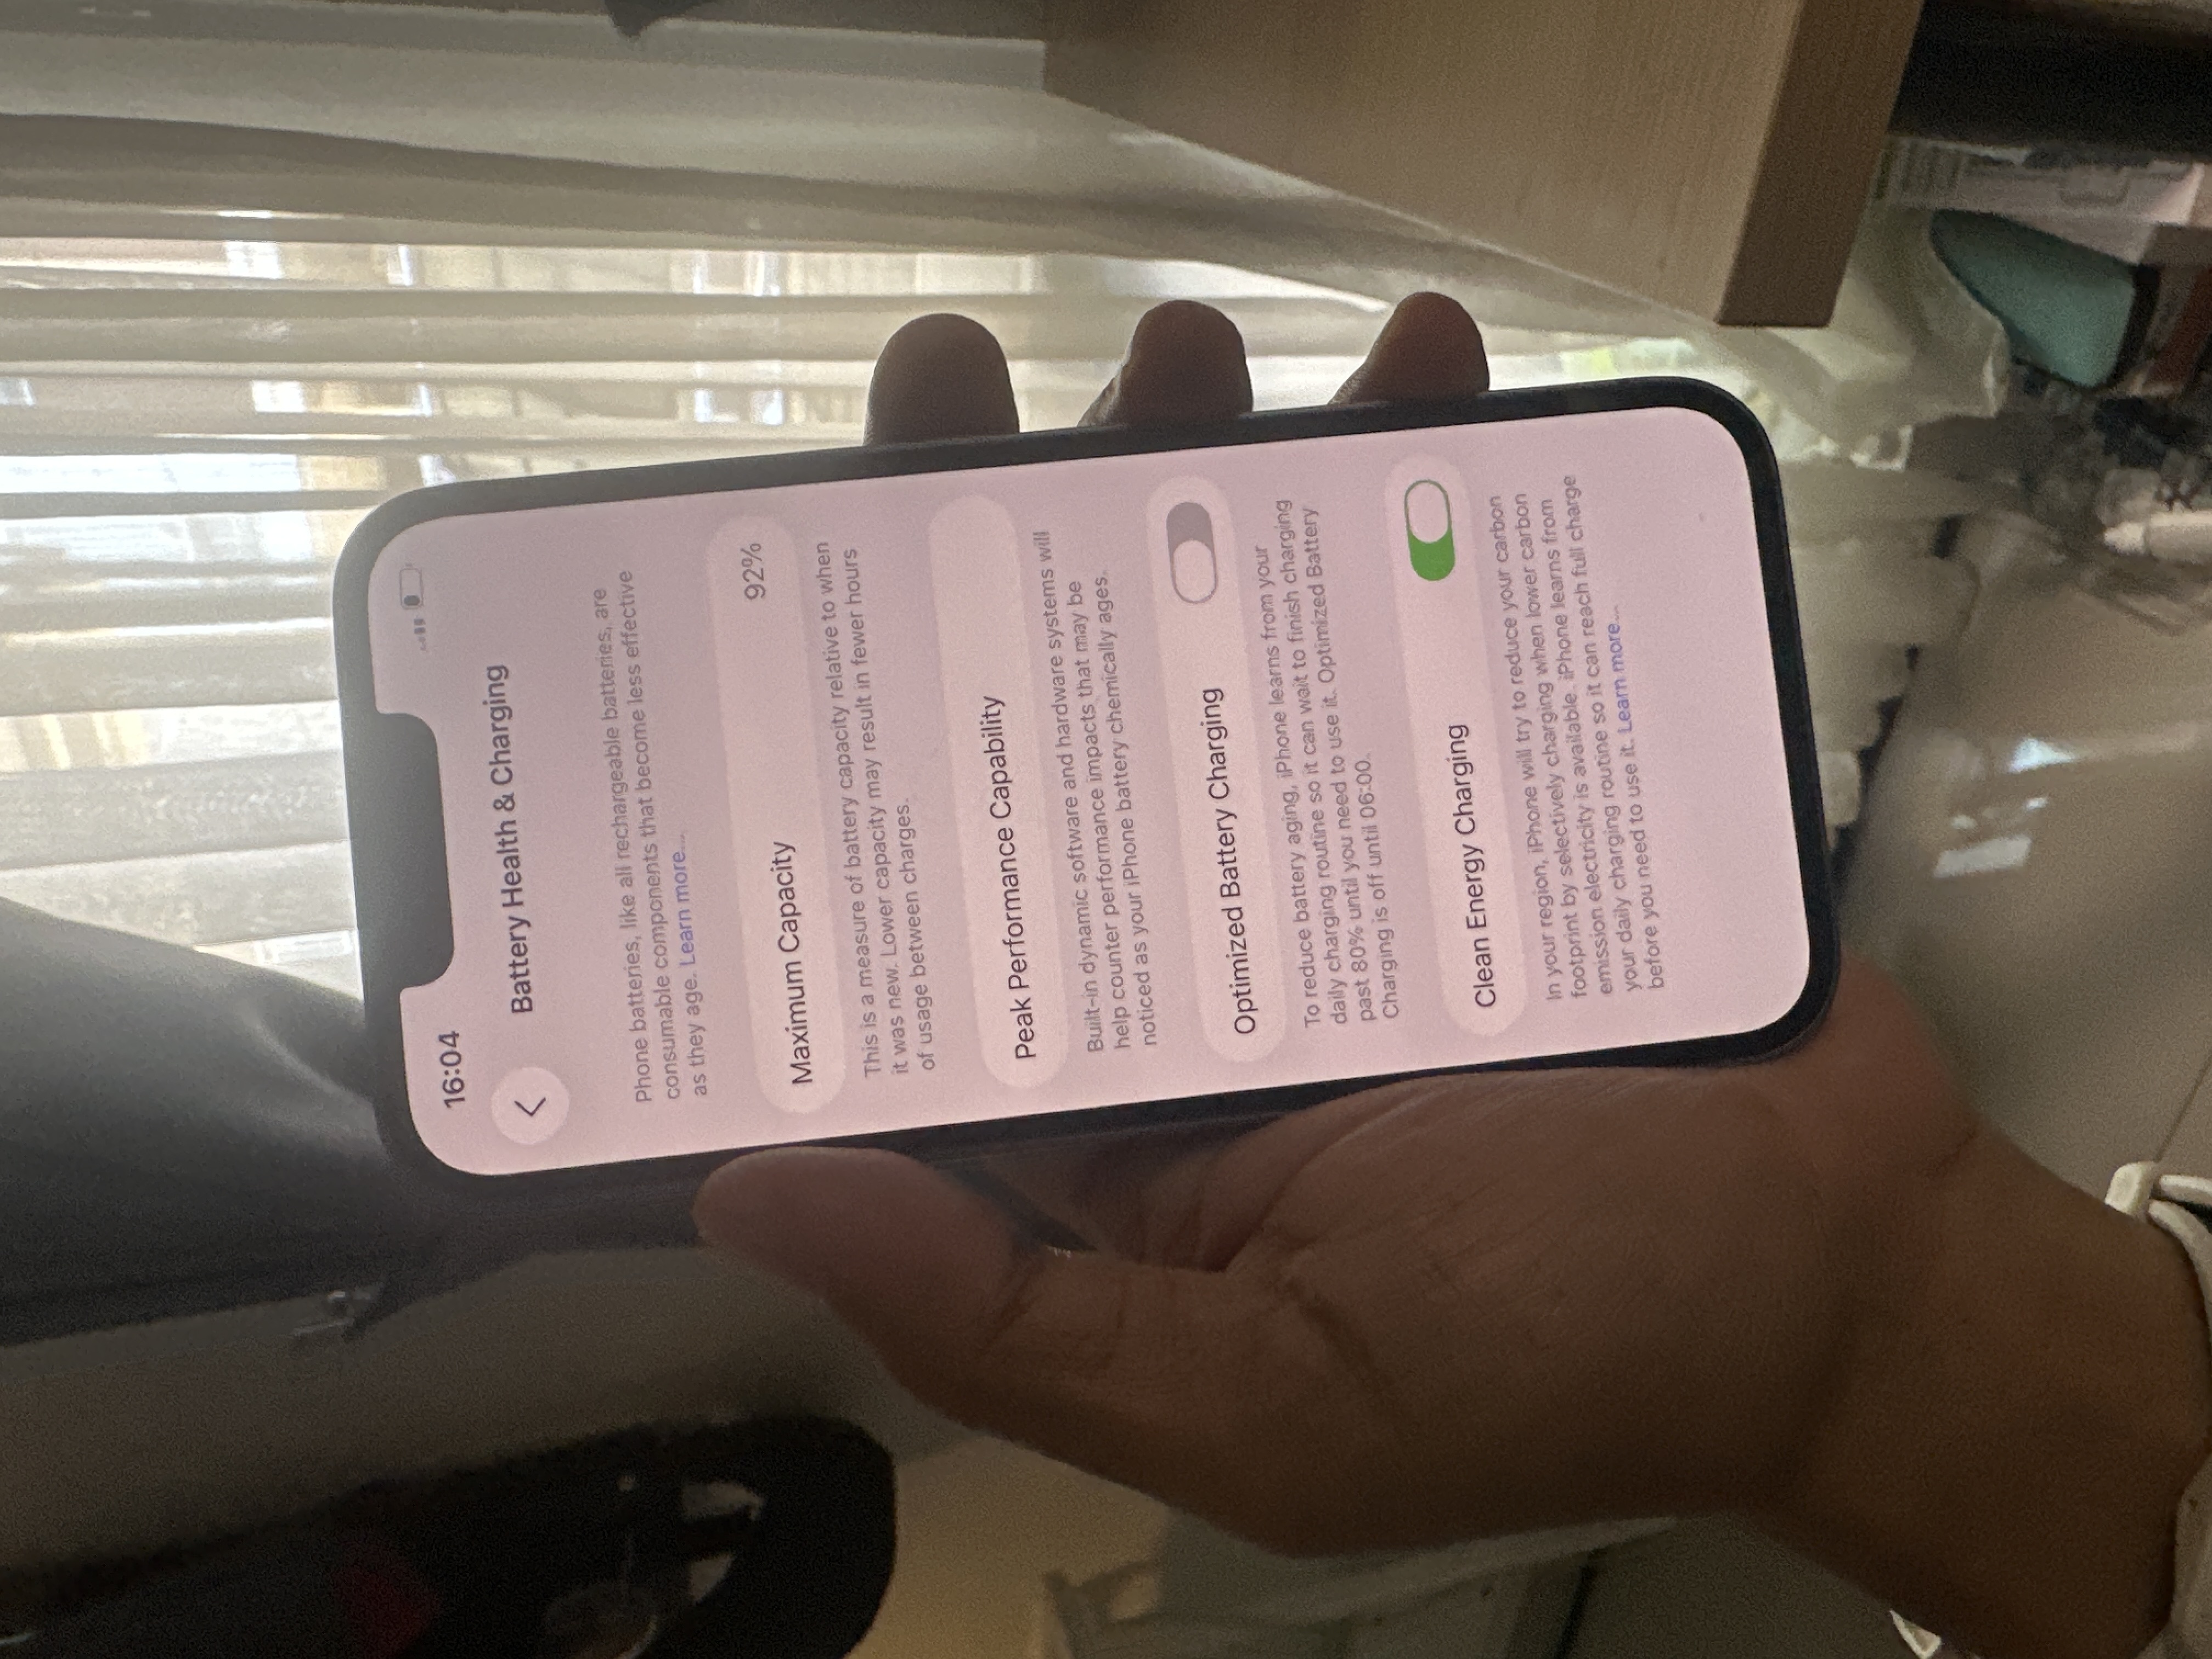 16:04
Battery Health & Charging
Phone batteries, like all rechargeable batteries, are
consumable components that become less effective
as they age. Learn more...
Maximum Capacity 92%
This is a measure of battery capacity relative to when
it was new. Lower capacity may result in fewer hours
of usage between charges.
Peak Performance Capability
Built-in dynamic software and hardware systems will
help counter performance impacts that may be
noticed as your iPhone battery chemically ages.
Optimized Battery Charging
To reduce battery aging, iPhone learns from your
daily charging routine so it can wait to finish charging
past 80% until you need to use it. Optimized Battery
Charging is off until 06:00.
Clean Energy Charging
In your region, iPhone will try to reduce your carbon
footprint by selectively charging when lower carbon
emission electricity is available. iPhone learns from
your daily charging routine so it can reach full charge
before you need to use it. Learn more...